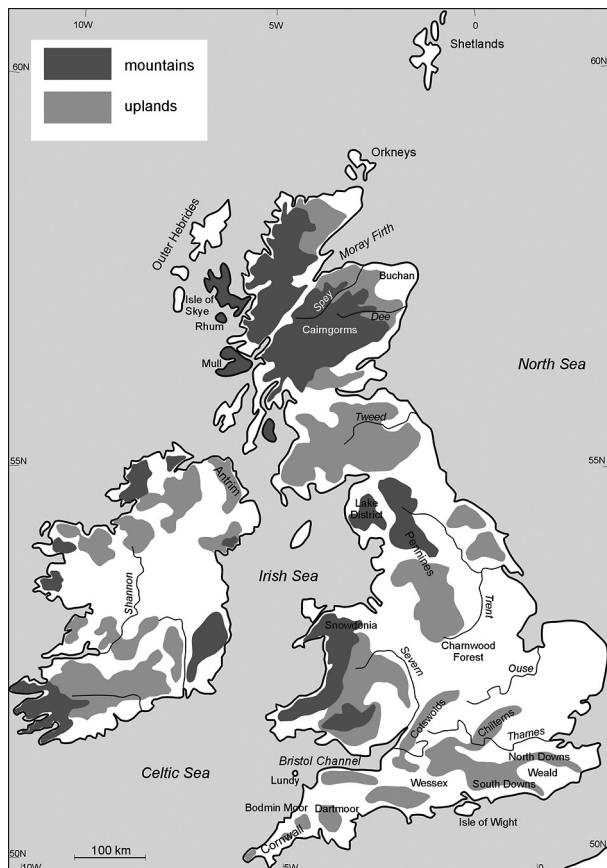 10W
5W
0
60N
60N
mountains
uplands
Shetlands
Orkneys
Outer Hebrides
Moray Firth
Buchan
Isle of
Skye
Spey
Dee
Rhum
Cairngorms
Mull
North Sea
Tweed
55N
55N
Antrim
Lake
District
Pennines
Irish Sea
Shannon
Trent
Snowdonia
Charnwood
Forest
Severn
Ouse
Cotswolds
Chilterns
Thames
Bristol Channel
North Downs
Celtic Sea
Lundy
Wessex
Weald
South Downs
Bodmin Moor
Dartmoor
Isle of Wight
Cornwall
50N
50N
100 km
10W
5W
0